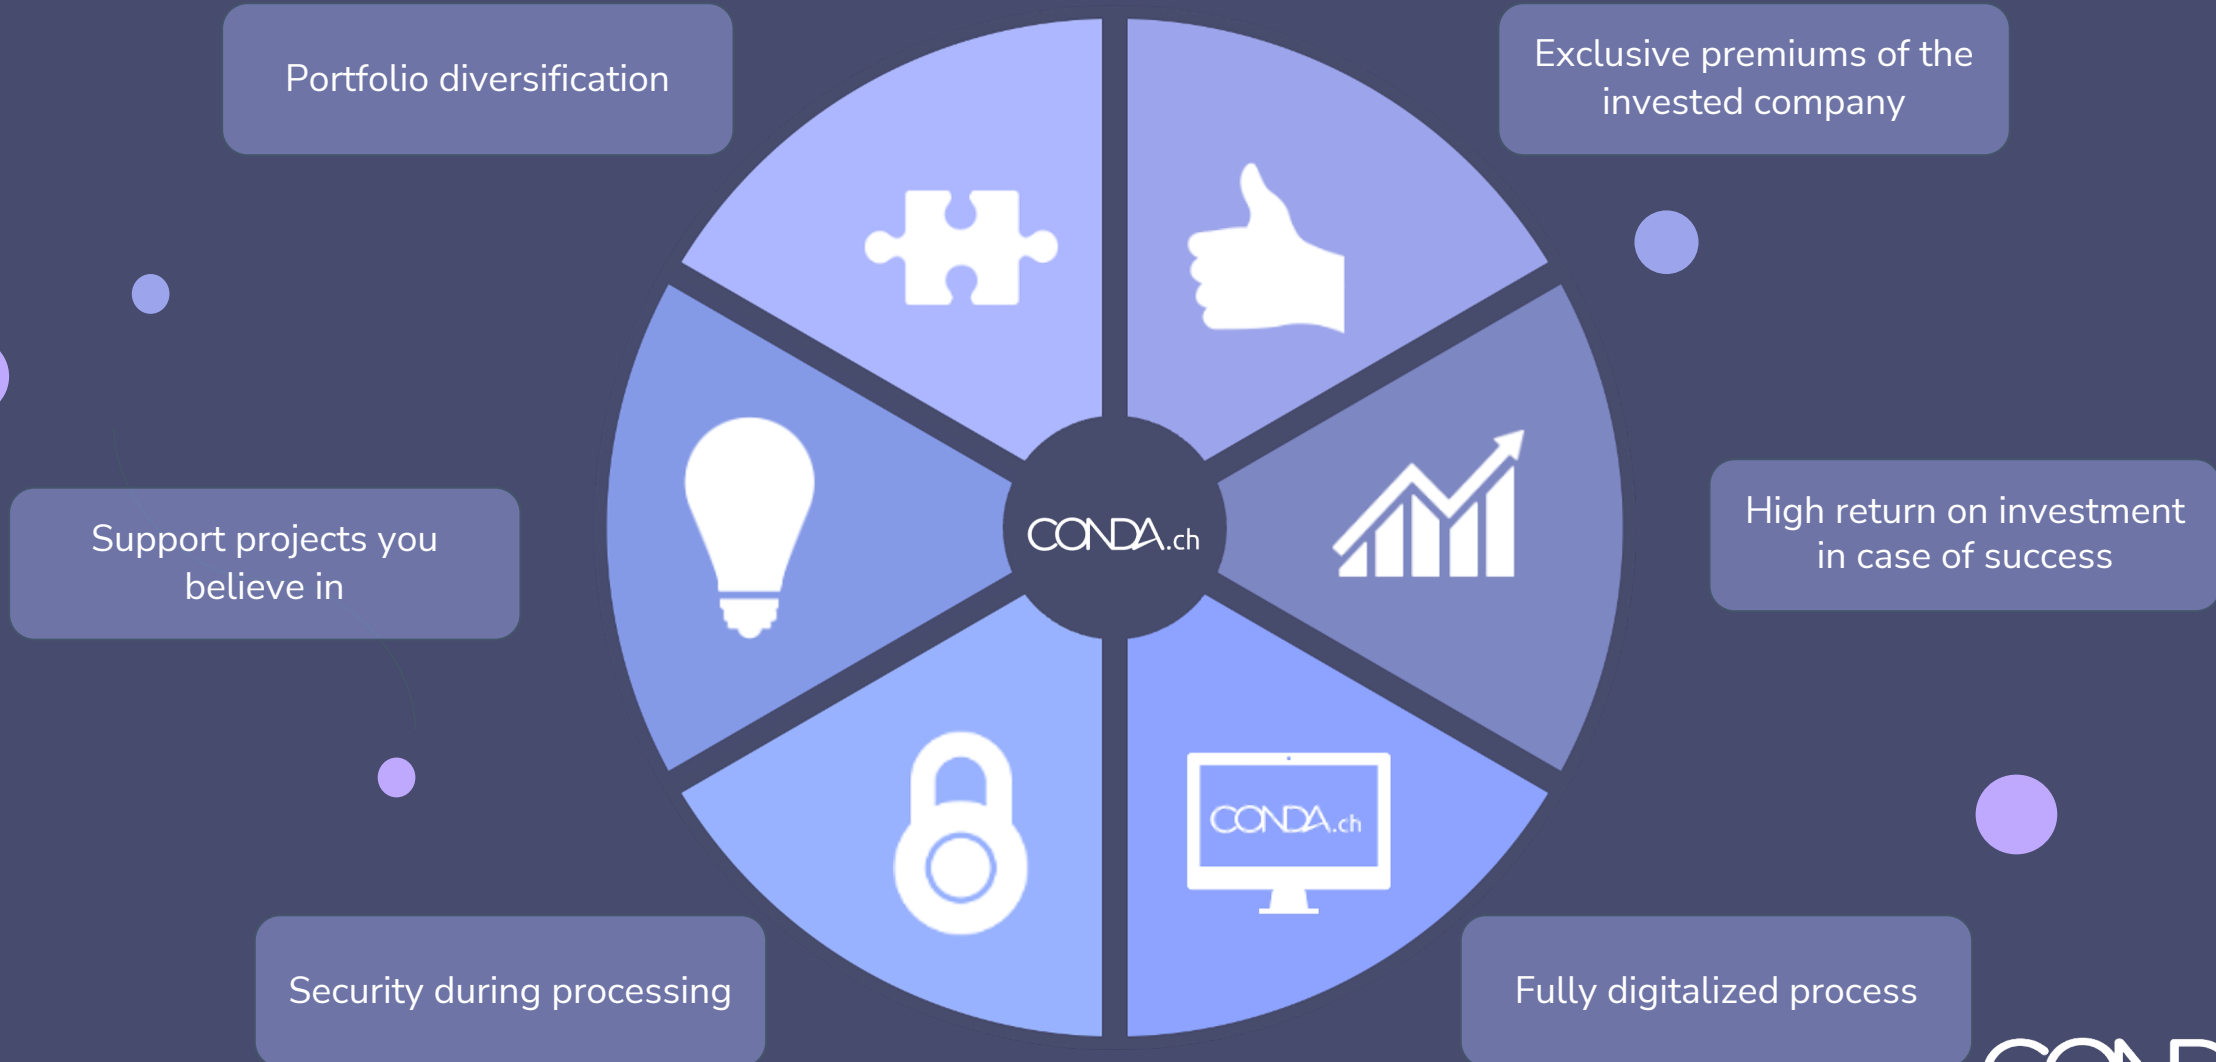 Portfolio diversification
Exclusive premiums of the
invested company
Support projects you
believe in
CONDA.ch
High return on investment
in case of success
CONDA.ch
Security during processing
Fully digitalized process